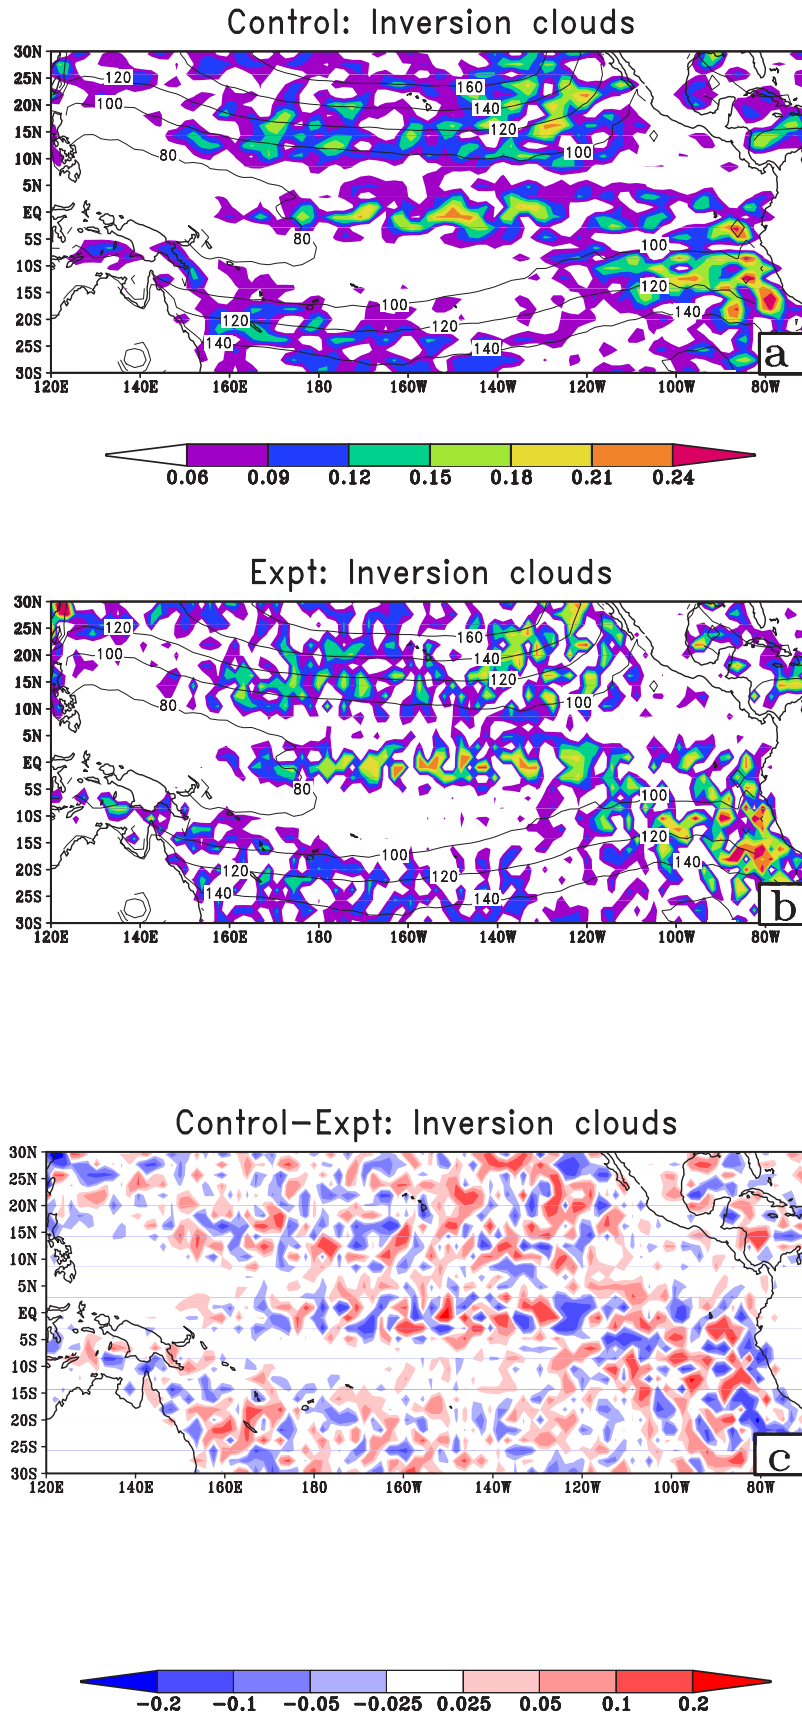 Control: Inversion clouds
30N
25N
20N
15N
10N
5N
EQ
5S
10S
15S
20S
25S
30S
120
100
80
160
140
120
100
80
100
120
140
100
120
140
120
140
a
120E 140E 160E 180 160W 140W 120W 100W 80W
0.06 0.09 0.12 0.15 0.18 0.21 0.24
Expt: Inversion clouds
30N
25N
20N
15N
10N
5N
EQ
5S
10S
15S
20S
25S
30S
120
100
80
160
140
120
100
80
100
120
140
100
120
140
120
140
b
120E 140E 160E 180 160W 140W 120W 100W 80W
Control-Expt: Inversion clouds
30N
25N
20N
15N
10N
5N
EQ
5S
10S
15S
20S
25S
30S
c
120E 140E 160E 180 160W 140W 120W 100W 80W
-0.2 -0.1 -0.05 -0.025 0.025 0.05 0.1 0.2